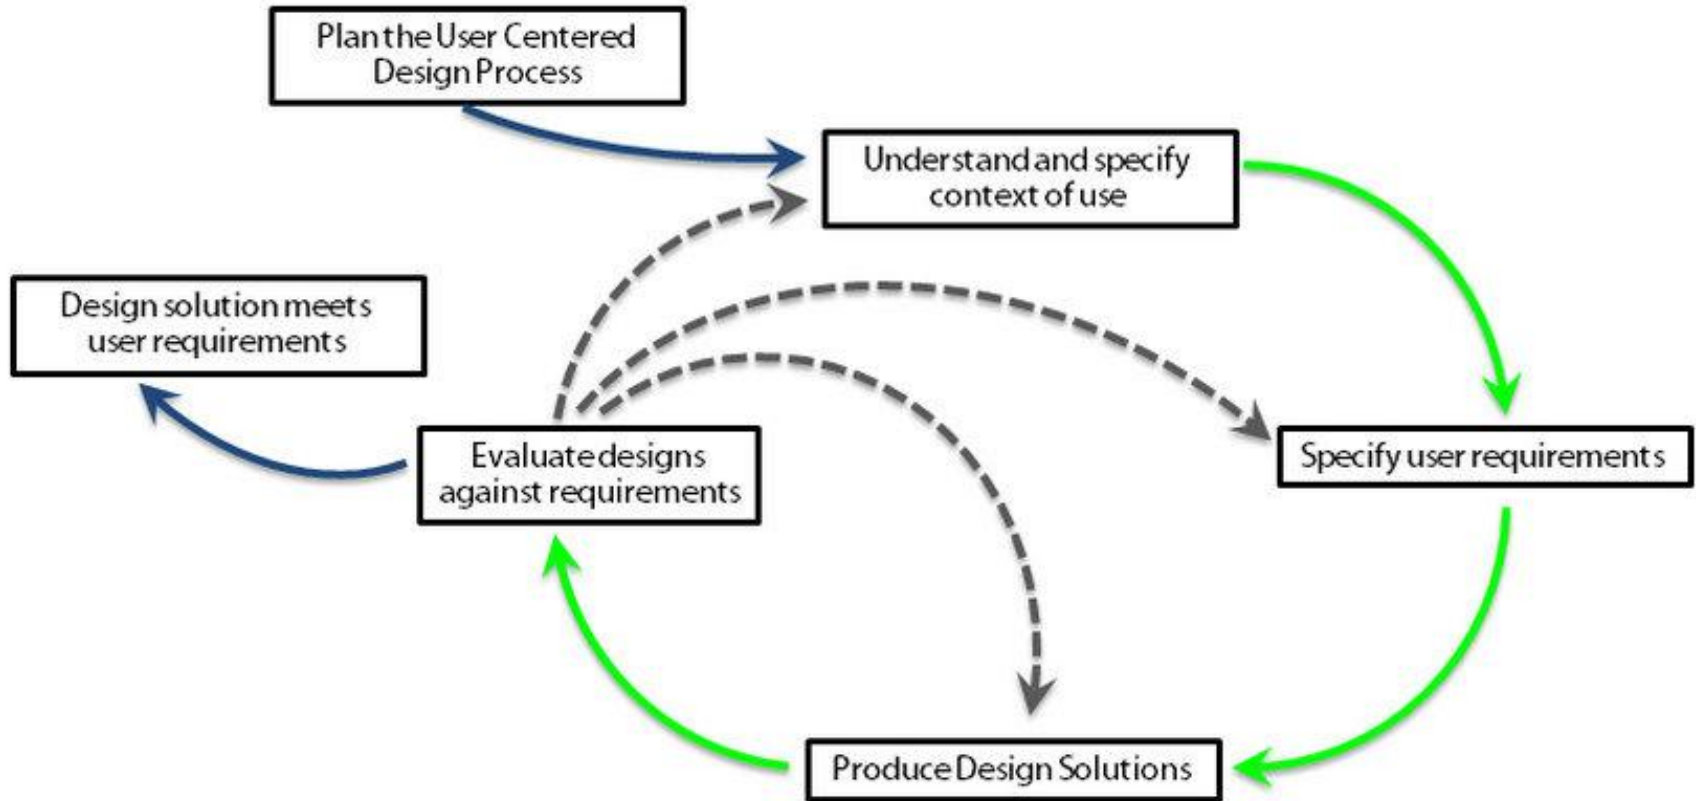 Plan the User Centered
Design Process
Understand and specify
context of use
Design solution meets
user requirements
Evaluate designs
against requirements
Specify user requirements
Produce Design Solutions